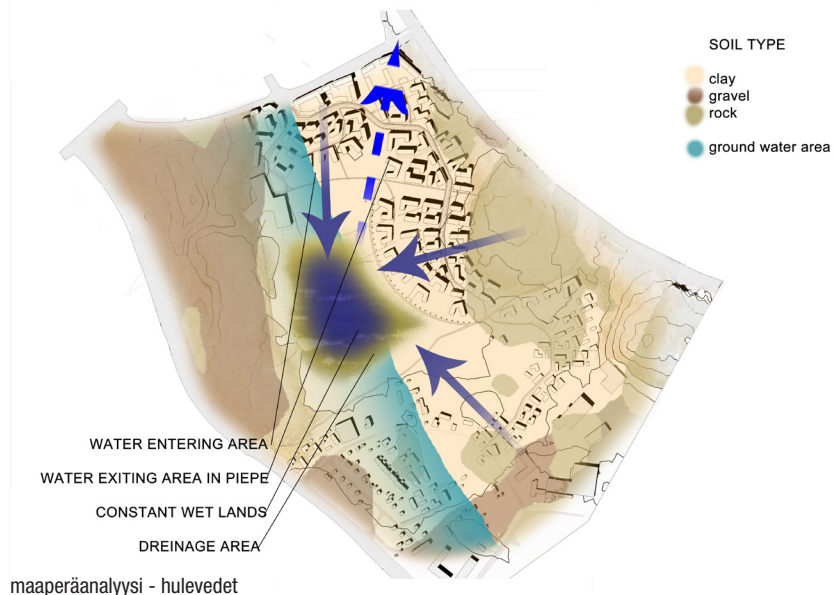 SOIL TYPE
clay
gravel
rock
ground water area
WATER ENTERING AREA
WATER EXITING AREA IN PIEPE
CONSTANT WET LANDS
DREINAGE AREA
maaperäanalyysi - hulevedet